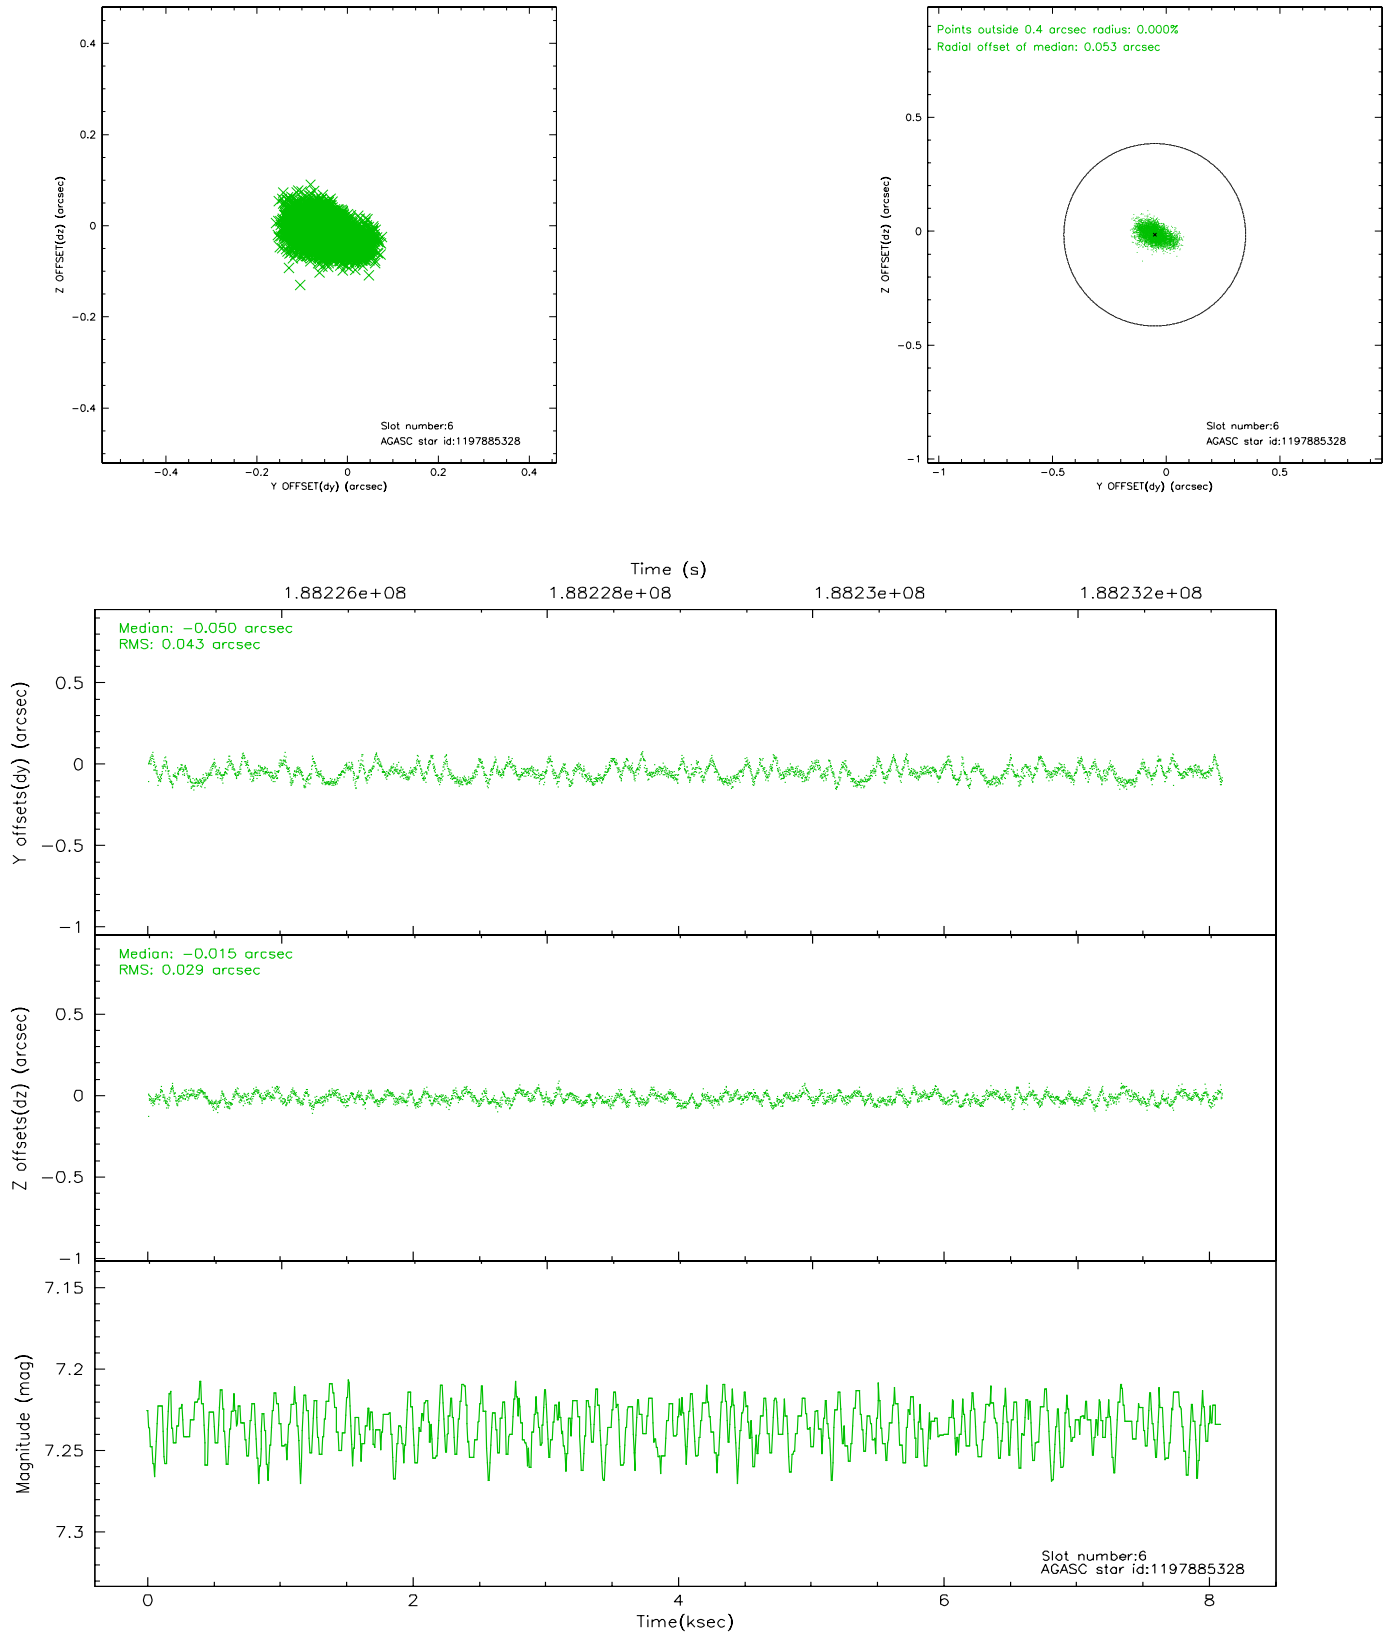 0.4
0.2
0
−0.2
−0.4
Z OFFSET(dz) (arcsec)
Slot number:6
AGASC star id:1197885328
−0.4
−0.2
0
0.2
0.4
Y OFFSET(dy) (arcsec)
Points outside 0.4 arcsec radius: 0.000%
Radial offset of median: 0.053 arcsec
0.5
0
−0.5
−1
Z OFFSET(dz) (arcsec)
Slot number:6
AGASC star id:1197885328
−1
−0.5
0
0.5
Y OFFSET(dy) (arcsec)
Time (s)
1.88226e+08
1.88228e+08
1.8823e+08
1.88232e+08
Median: −0.050 arcsec
RMS: 0.043 arcsec
0.5
0
−0.5
−1
Y offsets(dy) (arcsec)
Median: −0.015 arcsec
RMS: 0.029 arcsec
0.5
0
−0.5
−1
Z offsets(dz) (arcsec)
7.15
7.2
7.25
7.3
Magnitude (mag)
Slot number:6
AGASC star id:1197885328
0
2
4
6
8
Time(ksec)